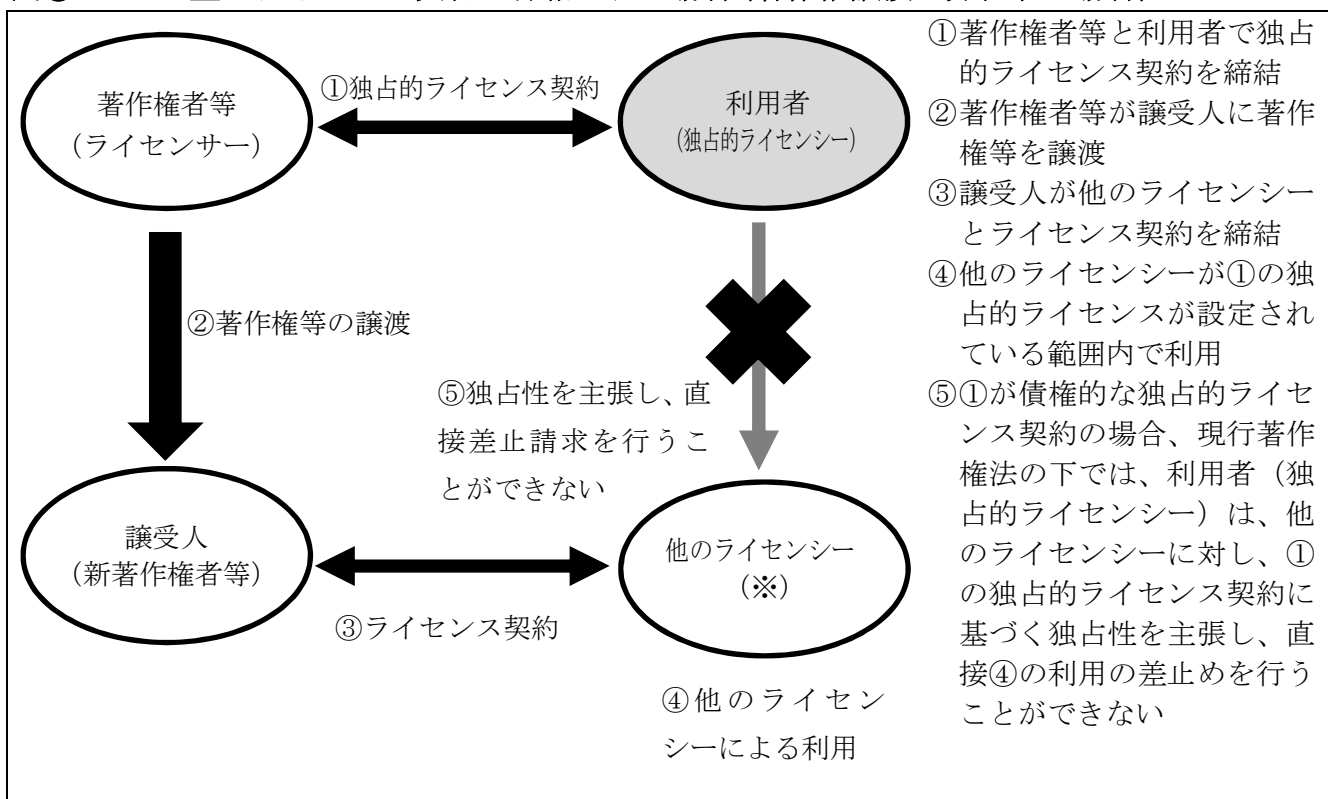 著作権者等
(ライセンサー)
①独占的ライセンス契約
利用者
(独占的ライセンシー)
②著作権等の譲渡
⑤独占性を主張し、直
接差止請求を行うこ
とができない
譲受人
(新著作権者等)
③ライセンス契約
他のライセンシー
(※)
④他のライセン
シーによる利用
①著作権者等と利用者で独占
的ライセンス契約を締結
②著作権者等が譲受人に著作
権等を譲渡
③譲受人が他のライセンシー
とライセンス契約を締結
④他のライセンシーが①の独
占的ライセンスが設定され
ている範囲内で利用
⑤①が債権的な独占的ライセ
ンス契約の場合、現行著作
権法の下では、利用者（独
占的ライセンシー）は、他
のライセンシーに対し、①
の独占的ライセンス契約に
基づく独占性を主張し、直
接④の利用の差止めを行う
ことができない